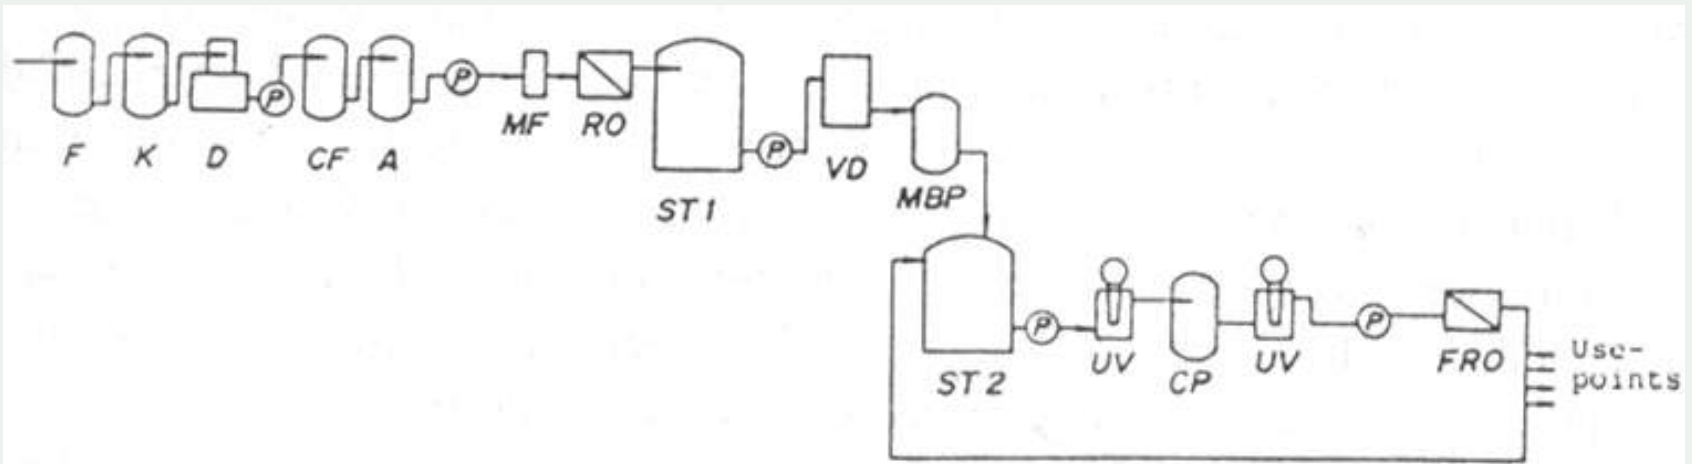 P
P
F
K
D
CF
A
MF
RO
P
VD
ST1
MBP
P
P
UV
UV
FRO
Use-
points
ST2
CP